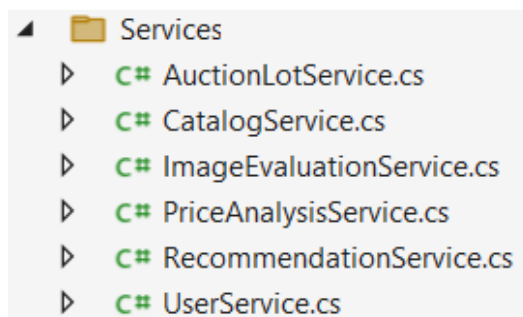 Services
C# AuctionLotService.cs
C# CatalogService.cs
C# ImageEvaluationService.cs
C# PriceAnalysisService.cs
C# RecommendationService.cs
C# UserService.cs